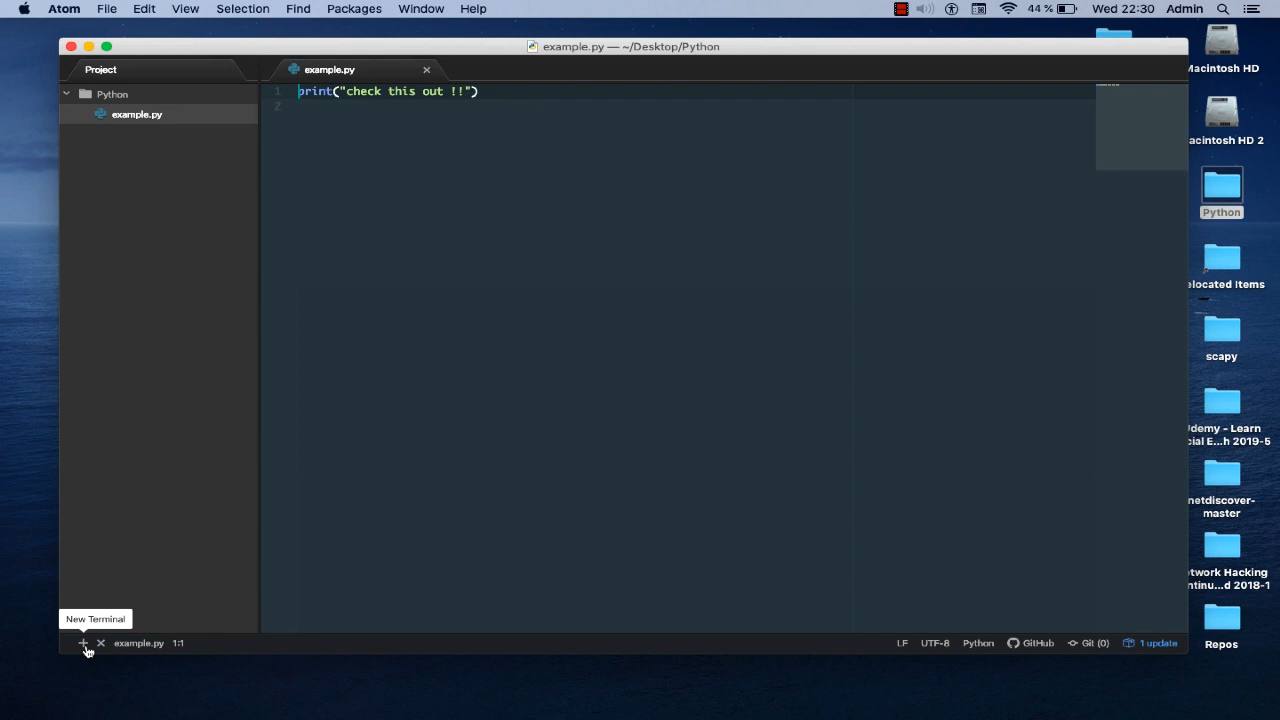 Atom File Edit View Selection Find Packages Window Help 44 % Wed 22:30 Admin
example.py — ~/Desktop/Python
Project
example.py
Python
example.py
1 print("check this out !!")
2
Macintosh HD
acintosh HD 2
Python
elocated Items
scapy
Udemy - Learn
cial E...h 2019-5
netdiscover-
master
twork Hacking
ntinu...d 2018-1
Repos
New Terminal
example.py 1:1
LF UTF-8 Python GitHub Git (0) 1 update